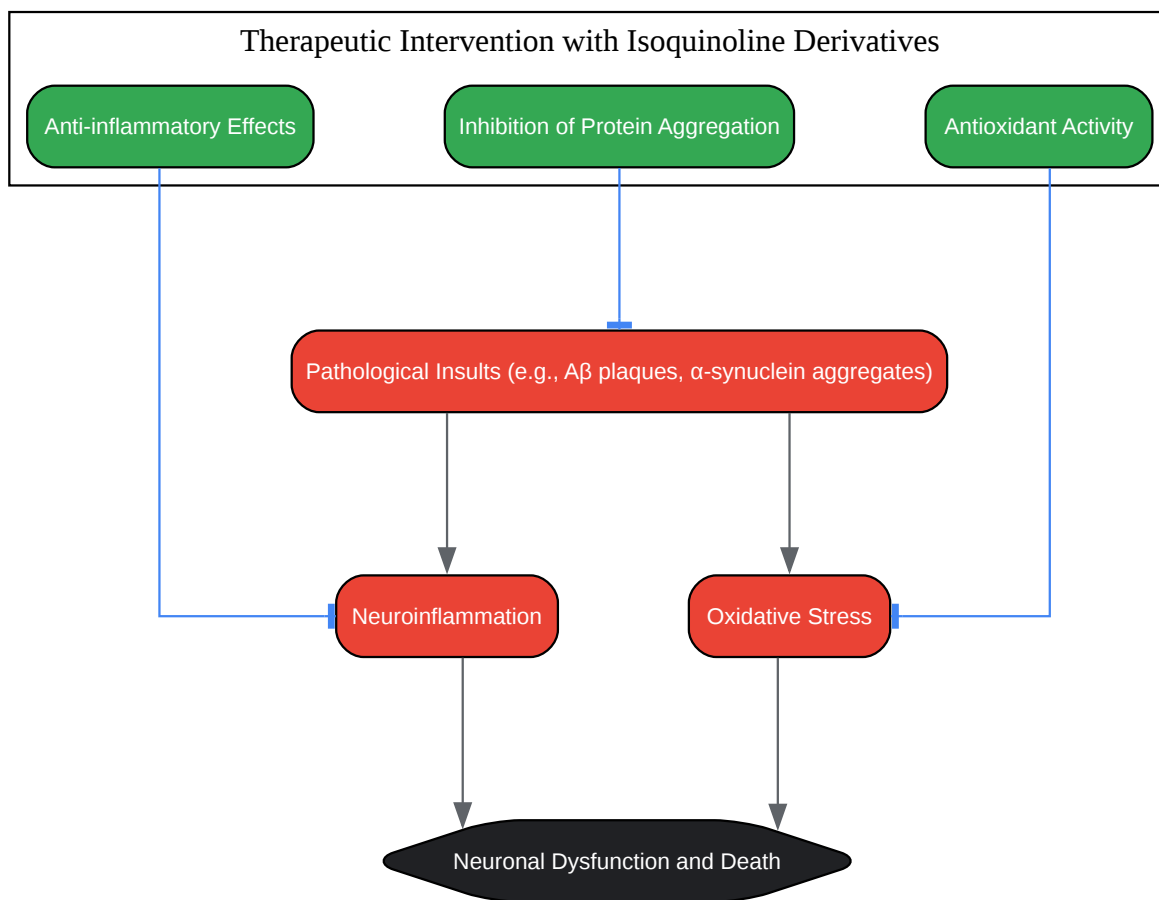 Therapeutic Intervention with Isoquinoline Derivatives
Anti-inflammatory Effects
Inhibition of Protein Aggregation
Antioxidant Activity
Pathological Insults (e.g., Aβ plaques, α-synuclein aggregates)
Neuroinflammation
Oxidative Stress
Neuronal Dysfunction and Death